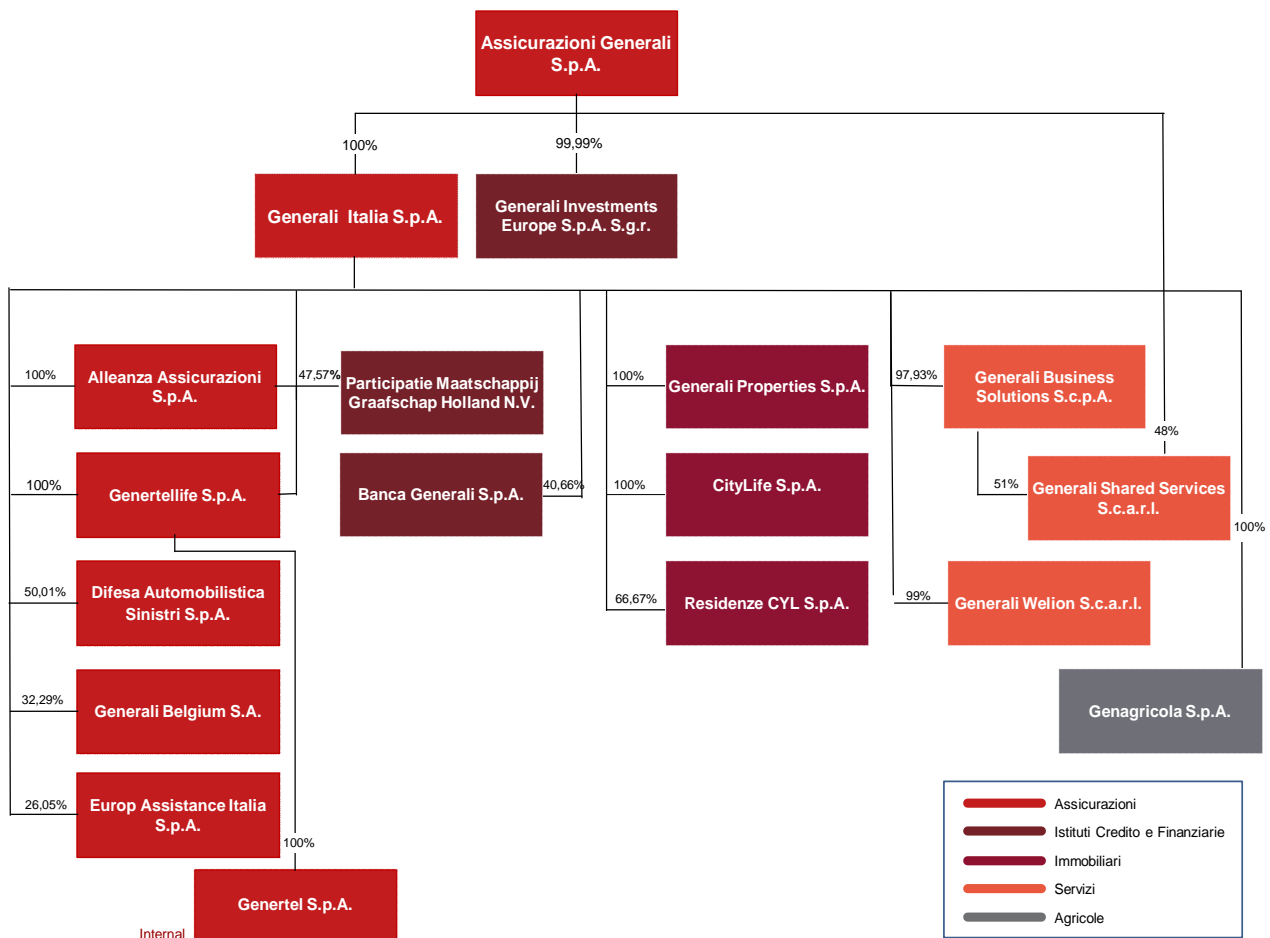 Assicurazioni Generali
S.p.A.
100%
99,99%
Generali Italia S.p.A.
Generali Investments
Europe S.p.A. S.g.r.
100%
Alleanza Assicurazioni
S.p.A.
47,57%
Participatie Maatschappij
Graafschap Holland N.V.
100%
Generali Properties S.p.A.
97,93%
Generali Business
Solutions S.c.p.A.
48%
100%
Genertellife S.p.A.
Banca Generali S.p.A.
40,66%
100%
CityLife S.p.A.
51%
Generali Shared Services
S.c.a.r.l.
100%
50,01%
Difesa Automobilistica
Sinistri S.p.A.
66,67%
Residenze CYL S.p.A.
99%
Generali Welion S.c.a.r.l.
32,29%
Generali Belgium S.A.
Genagricola S.p.A.
26,05%
Europ Assistance Italia
S.p.A.
100%
Genertel S.p.A.
Internal
Assicurazioni
Istituti Credito e Finanziarie
Immobiliari
Servizi
Agricole